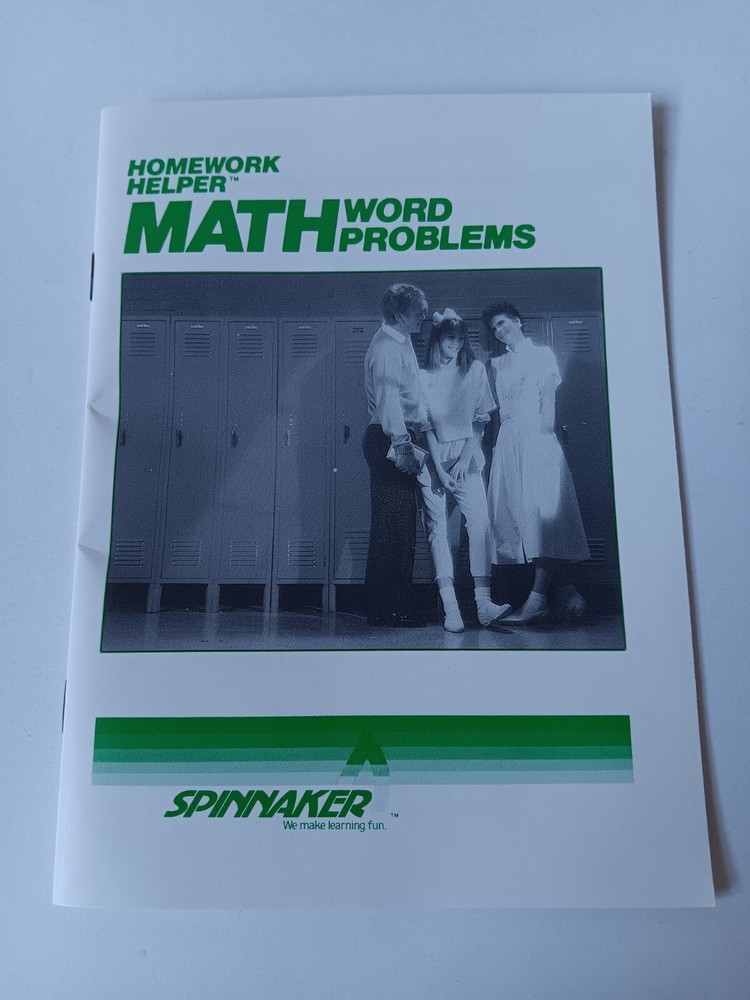 HOMEWORK
HELPER™
MATH WORD
PROBLEMS
SPINNAKER™
We make learning fun.